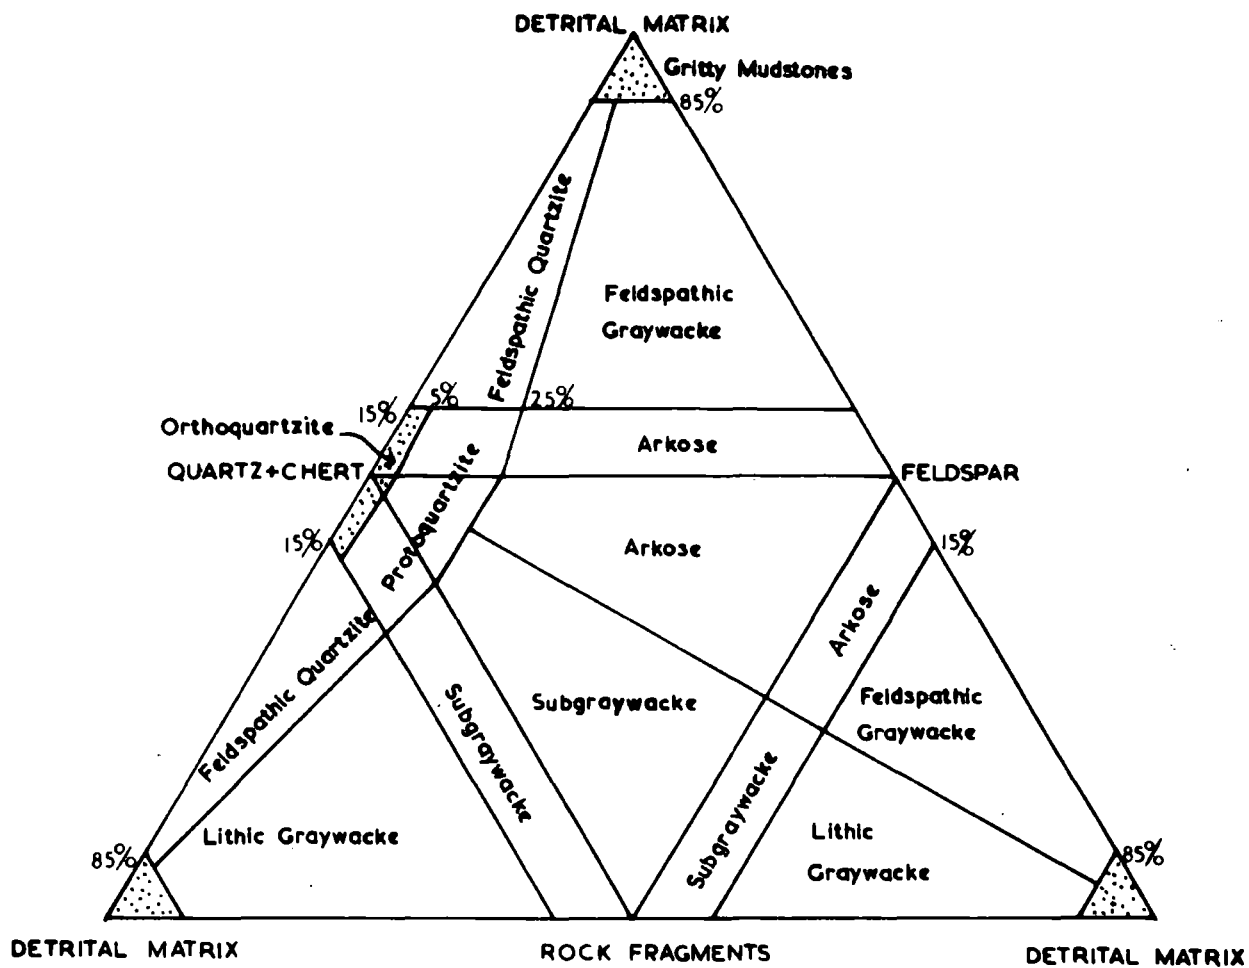 DETRITAL MATRIX
Gritty Mudstones
85%
Feldspathic Quartzite
Feldspathic
Graywacke
15%
5%
25%
Orthoquartzite
Arkose
QUARTZ+CHERT
FELDSPAR
Protoquartzite
15%
Arkose
15%
Arkose
Feldspathic Quartzite
Subgraywacke
Subgraywacke
Feldspathic
Graywacke
Subgraywacke
Lithic Graywacke
Lithic
Graywacke
85%
85%
DETRITAL MATRIX
ROCK FRAGMENTS
DETRITAL MATRIX